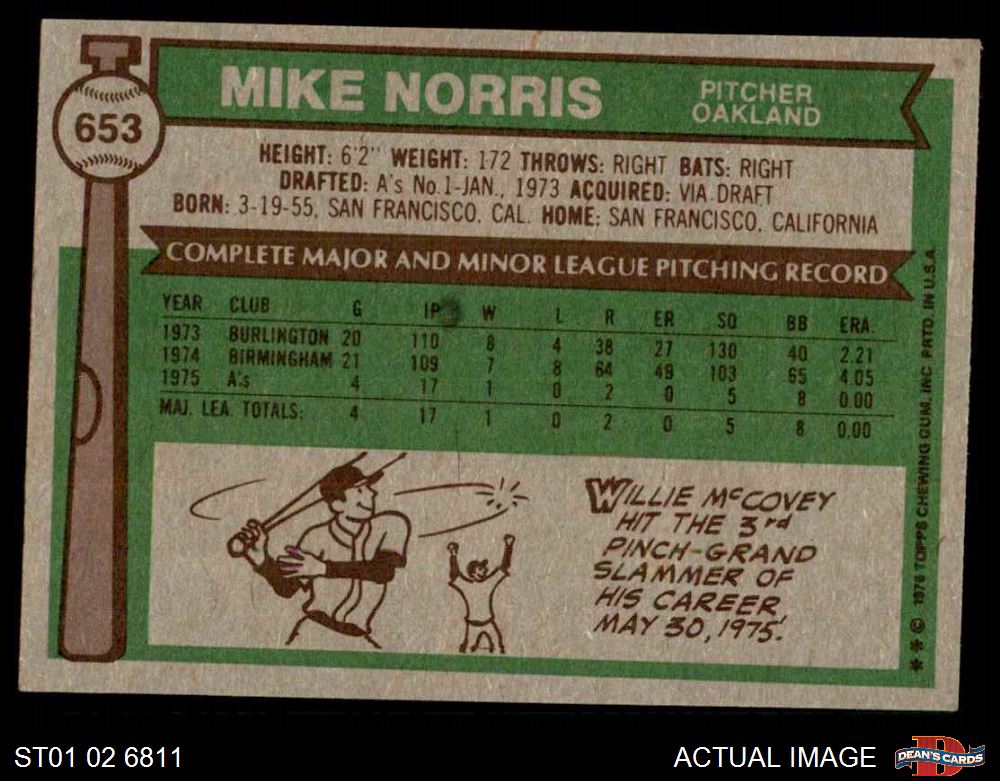 653
MIKE NORRIS
PITCHER
OAKLAND
HEIGHT: 6'2" WEIGHT: 172 THROWS: RIGHT BATS: RIGHT
DRAFTED: A's No.1-JAN., 1973 ACQUIRED: VIA DRAFT
BORN: 3-19-55, SAN FRANCISCO, CAL. HOME: SAN FRANCISCO, CALIFORNIA
COMPLETE MAJOR AND MINOR LEAGUE PITCHING RECORD
YEAR CLUB G IP W L R ER SO BB ERA.
1973 BURLINGTON 20 110 8 4 38 27 130 40 2.21
1974 BIRMINGHAM 21 109 7 8 64 49 103 65 4.05
1975 A's 4 17 1 0 2 0 5 8 0.00
MAJ. LEA. TOTALS: 4 17 1 0 2 0 5 8 0.00
WILLIE McCOVEY
HIT THE 3rd
PINCH-GRAND
SLAMMER OF
HIS CAREER,
MAY 30, 1975.
** © 1976 TOPPS CHEWING GUM, INC PRTD. IN U.S.A
ST01 02 6811
ACTUAL IMAGE
D
DEAN'S CARDS